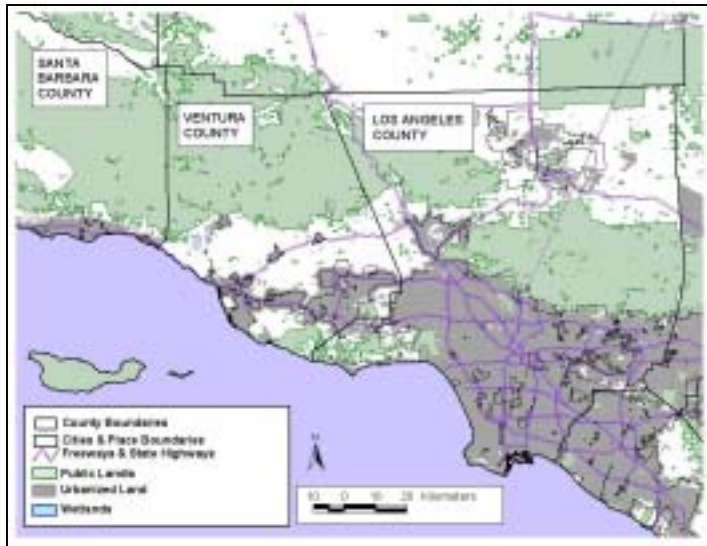 SANTA
BARBARA
COUNTY
VENTURA
COUNTY
LOS ANGELES
COUNTY
County Boundaries
Cities & Place Boundaries
Freeways & State Highways
Public Lands
Urbanized Land
Wetlands
N
10 0 10 20 Kilometers